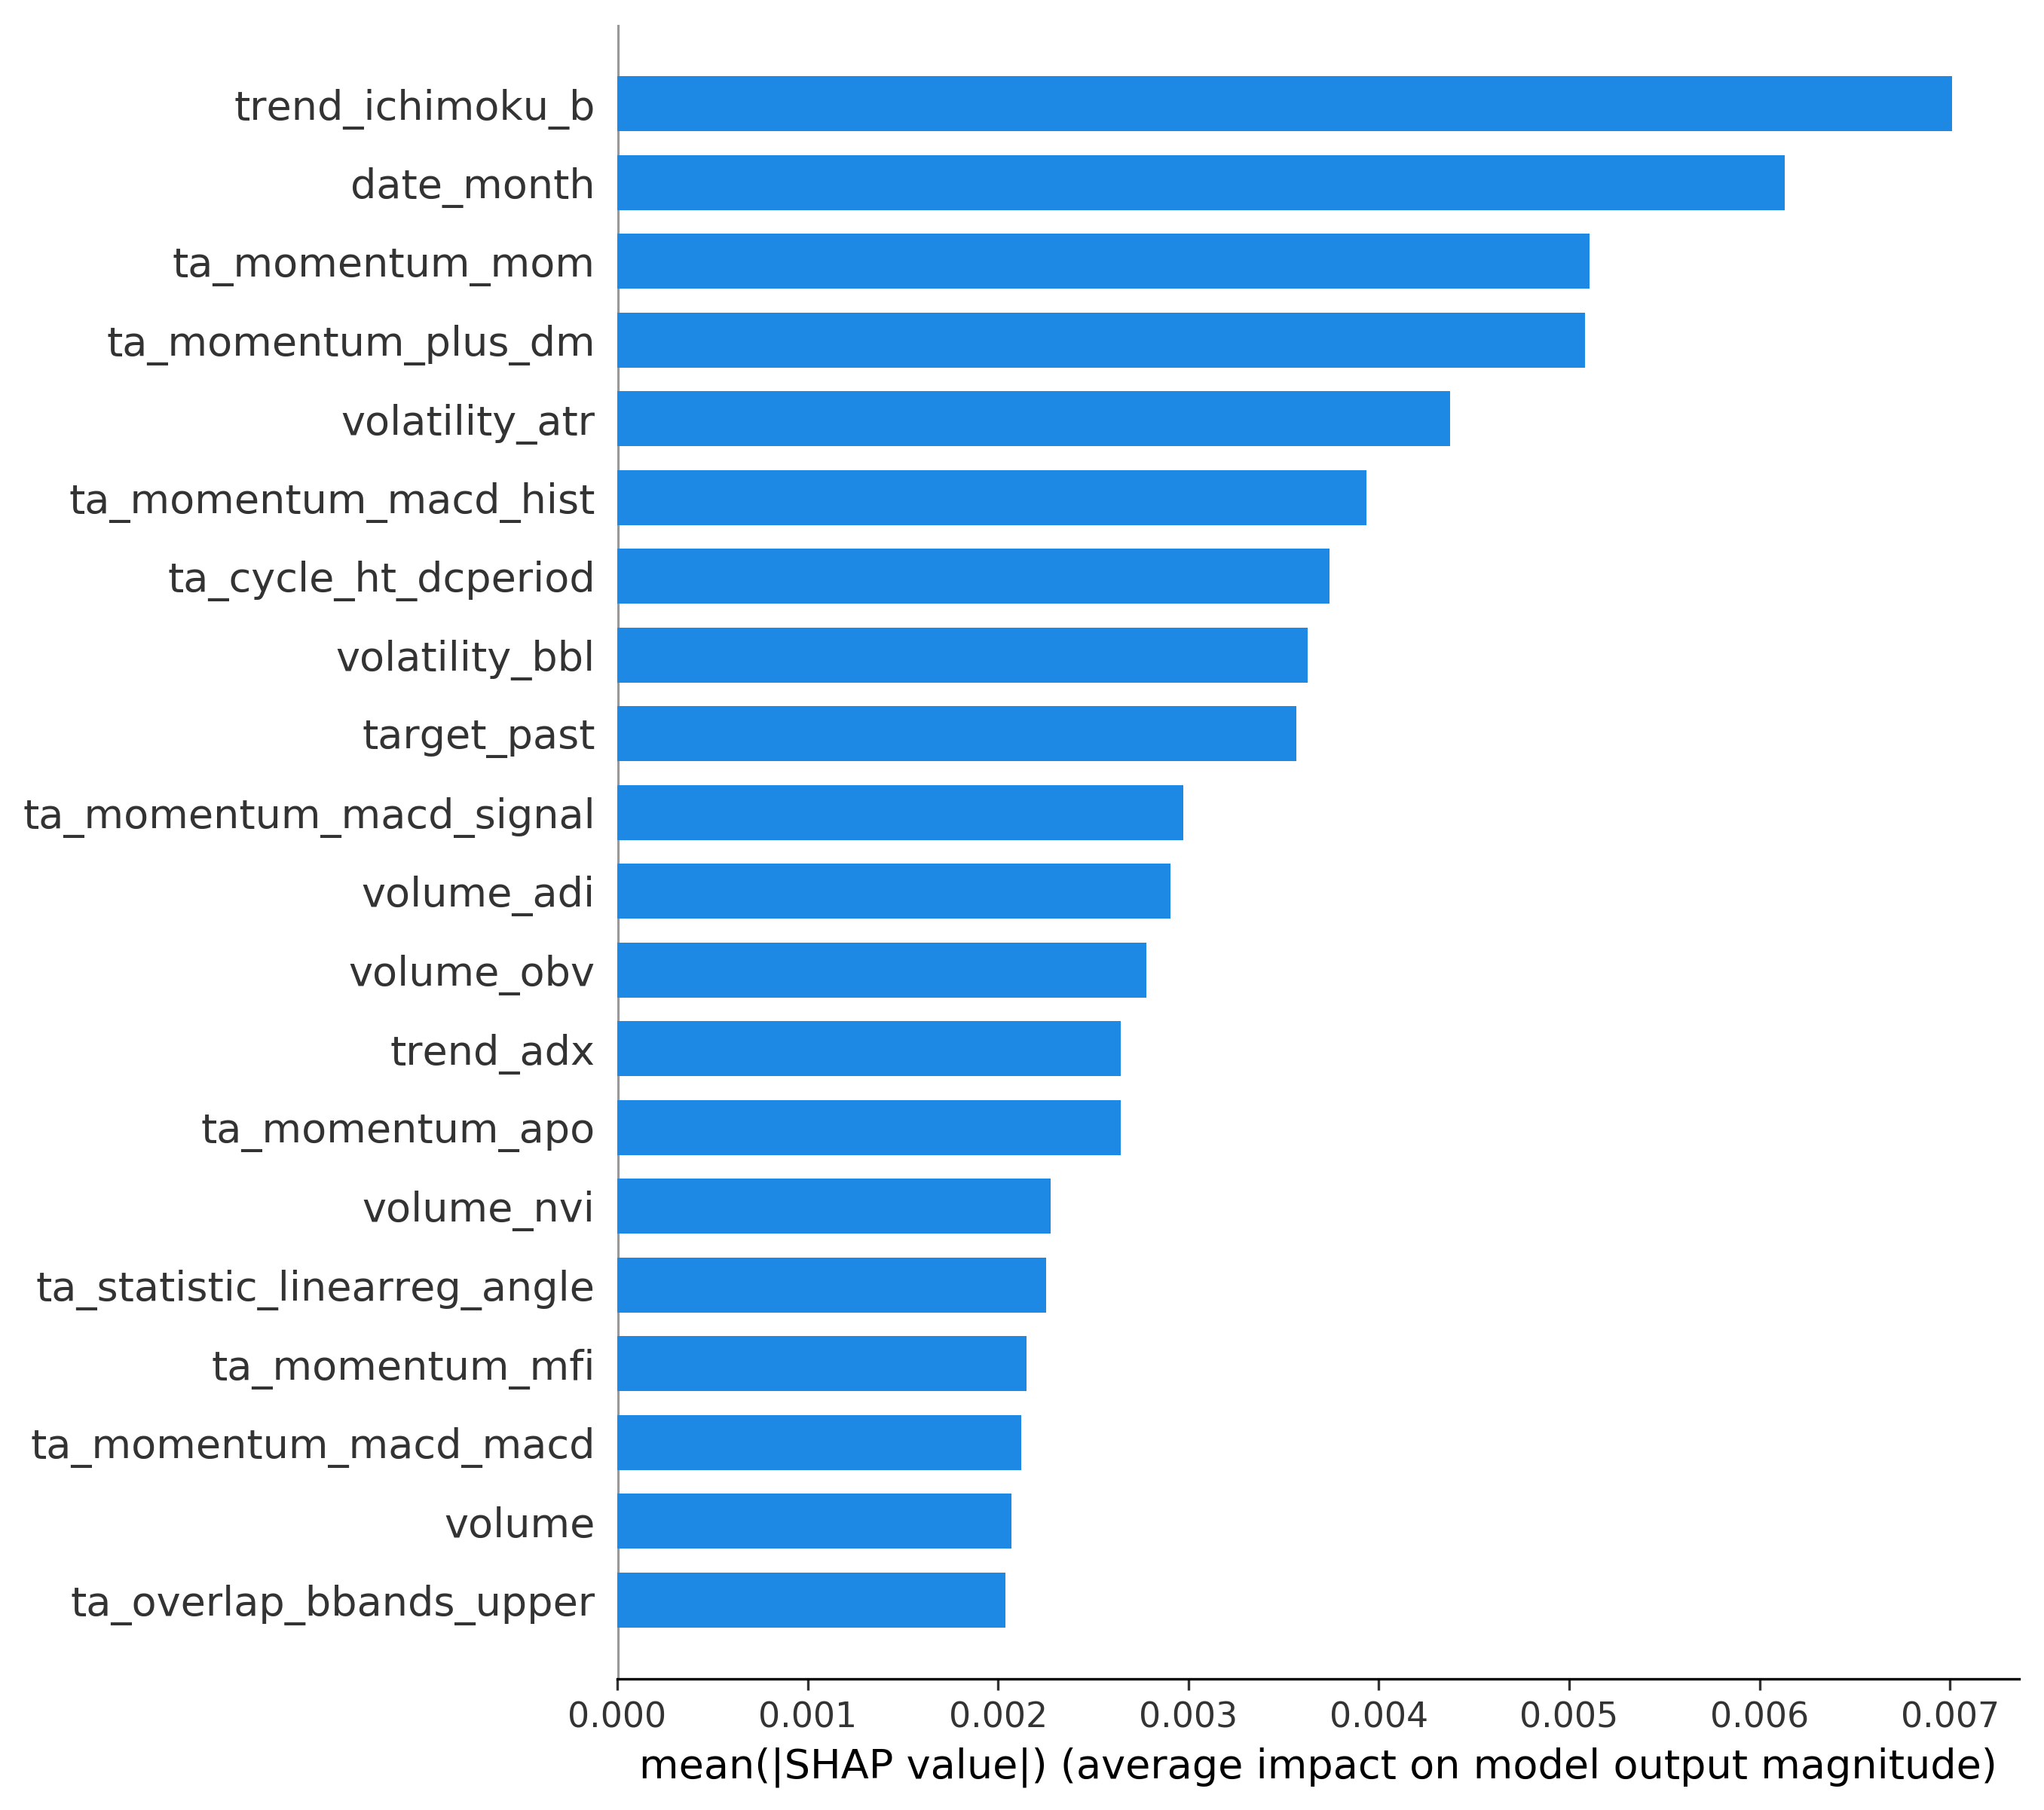 trend_ichimoku_b
date_month
ta_momentum_mom
ta_momentum_plus_dm
volatility_atr
ta_momentum_macd_hist
ta_cycle_ht_dcperiod
volatility_bbl
target_past
ta_momentum_macd_signal
volume_adi
volume_obv
trend_adx
ta_momentum_apo
volume_nvi
ta_statistic_linearreg_angle
ta_momentum_mfi
ta_momentum_macd_macd
volume
ta_overlap_bbands_upper
0.000 0.001 0.002 0.003 0.004 0.005 0.006 0.007
mean(|SHAP value|) (average impact on model output magnitude)